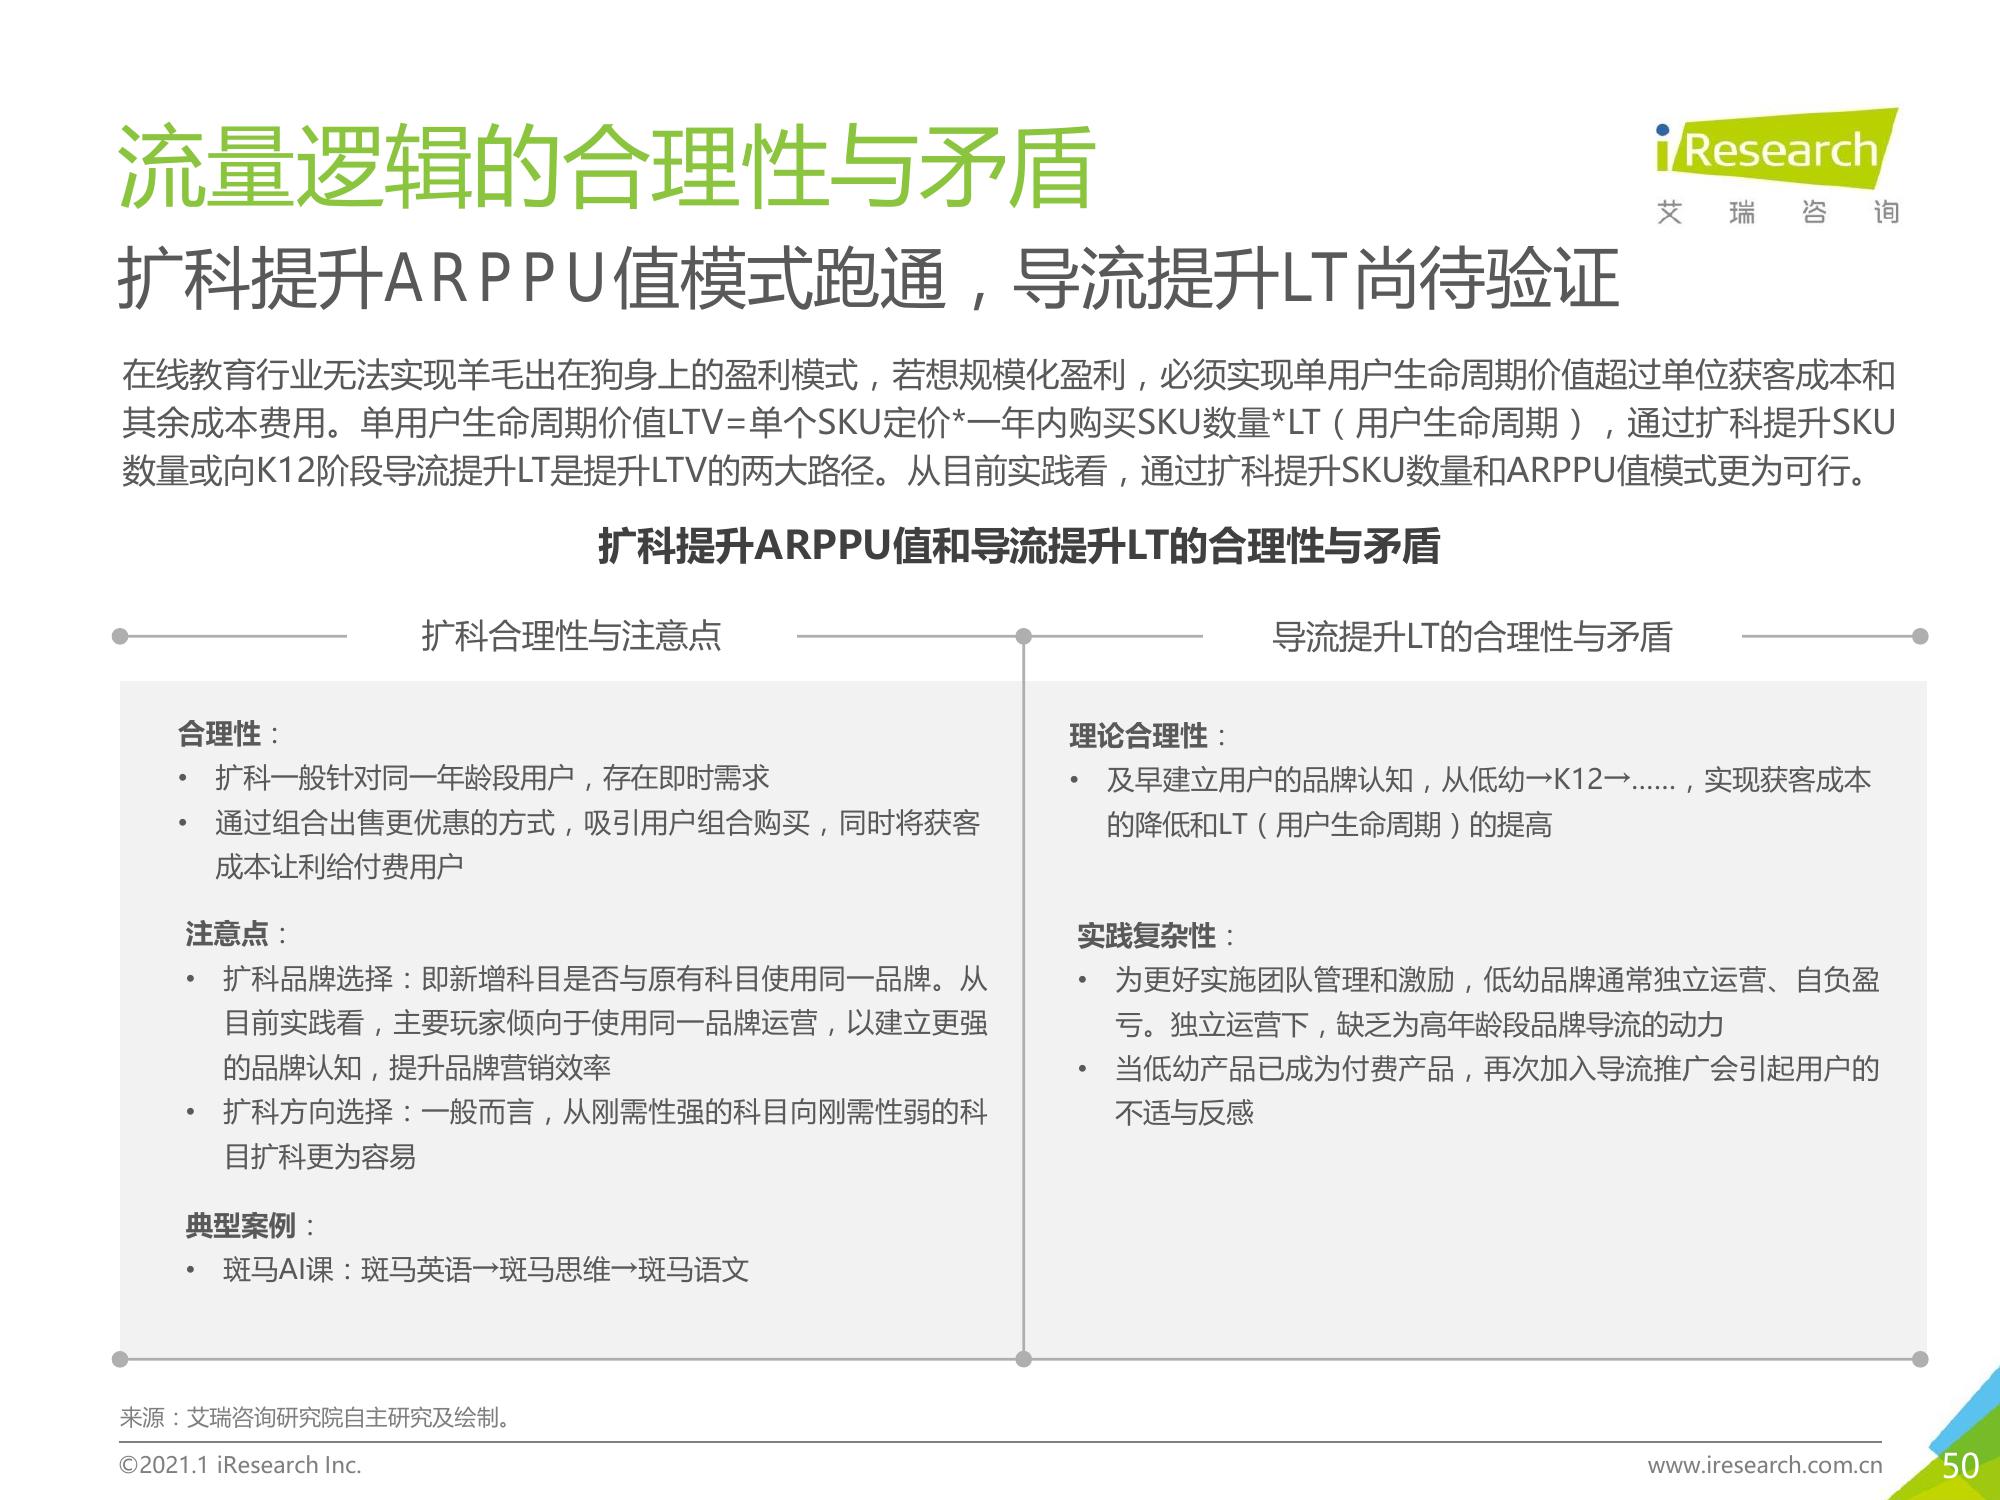 流量逻辑的合理性与矛盾
iResearch
艾瑞咨询
扩科提升ARPPU值模式跑通，导流提升LT尚待验证
在线教育行业无法实现羊毛出在狗身上的盈利模式，若想规模化盈利，必须实现单用户生命周期价值超过单位获客成本和
其余成本费用。单用户生命周期价值LTV=单个SKU定价*一年内购买SKU数量*LT（用户生命周期），通过扩科提升SKU
数量或向K12阶段导流提升LT是提升LTV的两大路径。从目前实践看，通过扩科提升SKU数量和ARPPU值模式更为可行。
扩科提升ARPPU值和导流提升LT的合理性与矛盾
扩科合理性与注意点
合理性：
• 扩科一般针对同一年龄段用户，存在即时需求
• 通过组合出售更优惠的方式，吸引用户组合购买，同时将获客
成本让利给付费用户
注意点：
• 扩科品牌选择：即新增科目是否与原有科目使用同一品牌。从
目前实践看，主要玩家倾向于使用同一品牌运营，以建立更强
的品牌认知，提升品牌营销效率
• 扩科方向选择：一般而言，从刚需性强的科目向刚需性弱的科
目扩科更为容易
典型案例：
• 斑马AI课：斑马英语→斑马思维→斑马语文
导流提升LT的合理性与矛盾
理论合理性：
• 及早建立用户的品牌认知，从低幼→K12→……，实现获客成本
的降低和LT（用户生命周期）的提高
实践复杂性：
• 为更好实施团队管理和激励，低幼品牌通常独立运营、自负盈
亏。独立运营下，缺乏为高年龄段品牌导流的动力
• 当低幼产品已成为付费产品，再次加入导流推广会引起用户的
不适与反感
来源：艾瑞咨询研究院自主研究及绘制。
©2021.1 iResearch Inc.
www.iresearch.com.cn
50